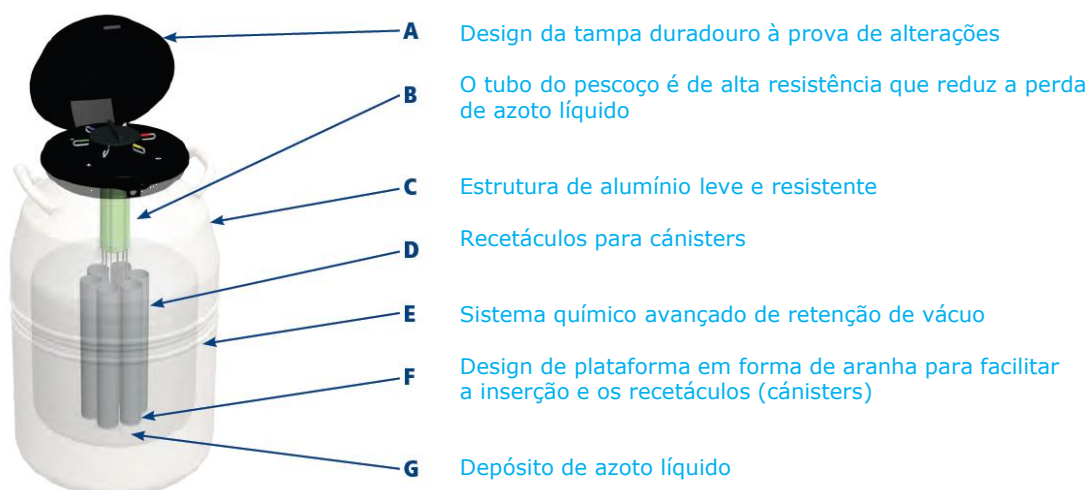 A Design da tampa duradouro à prova de alterações
B O tubo do pescoço é de alta resistência que reduz a perda
de azoto líquido
C Estrutura de alumínio leve e resistente
D Recetáculos para cánisters
E Sistema químico avançado de retenção de vácuo
F Design de plataforma em forma de aranha para facilitar
a inserção e os recetáculos (cánisters)
G Depósito de azoto líquido